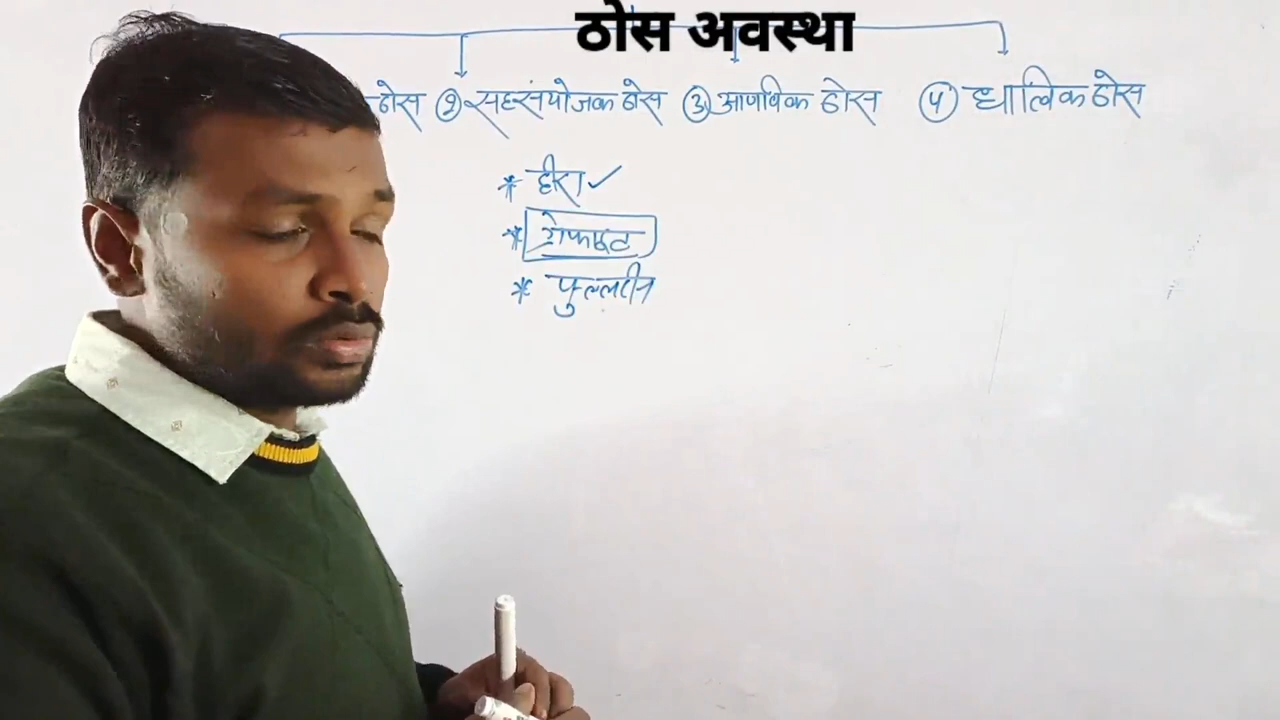 ठोस अवस्था
ठोस ② सहसंयोजक ठोस ③ आणविक ठोस ④ धात्विक ठोस
* हीरा ✓
* ग्रेफाइट
* फुल्लरीन